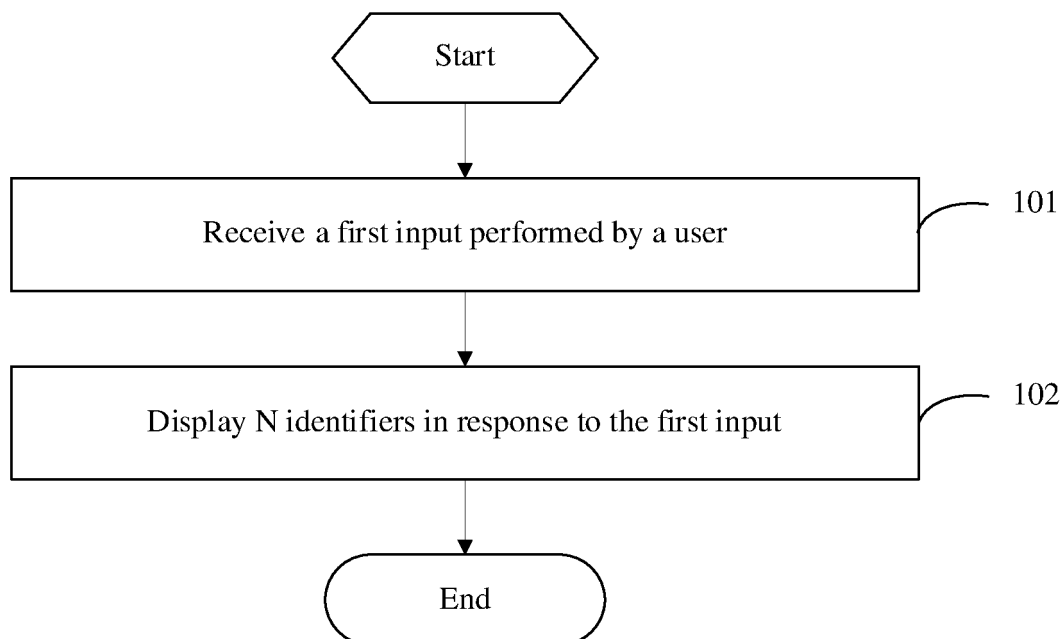 Start
Receive a first input performed by a user
101
Display N identifiers in response to the first input
102
End